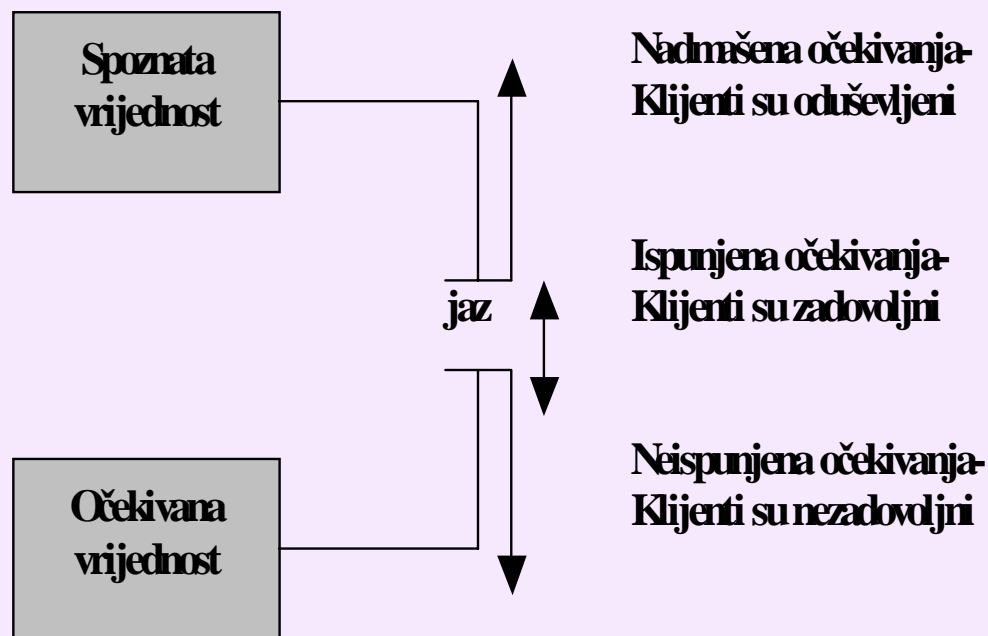 Spoznata
vrijednost
Nadmašena očekivanja-
Klijenti su oduševljeni
Ispunjena očekivanja-
Klijenti su zadovoljni
jaz
Neispunjena očekivanja-
Klijenti su nezadovoljni
Očekivana
vrijednost